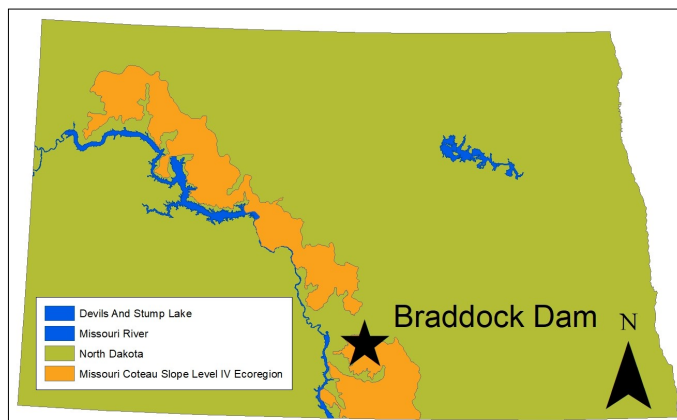 Braddock Dam
N
Devils And Stump Lake
Missouri River
North Dakota
Missouri Coteau Slope Level IV Ecoregion